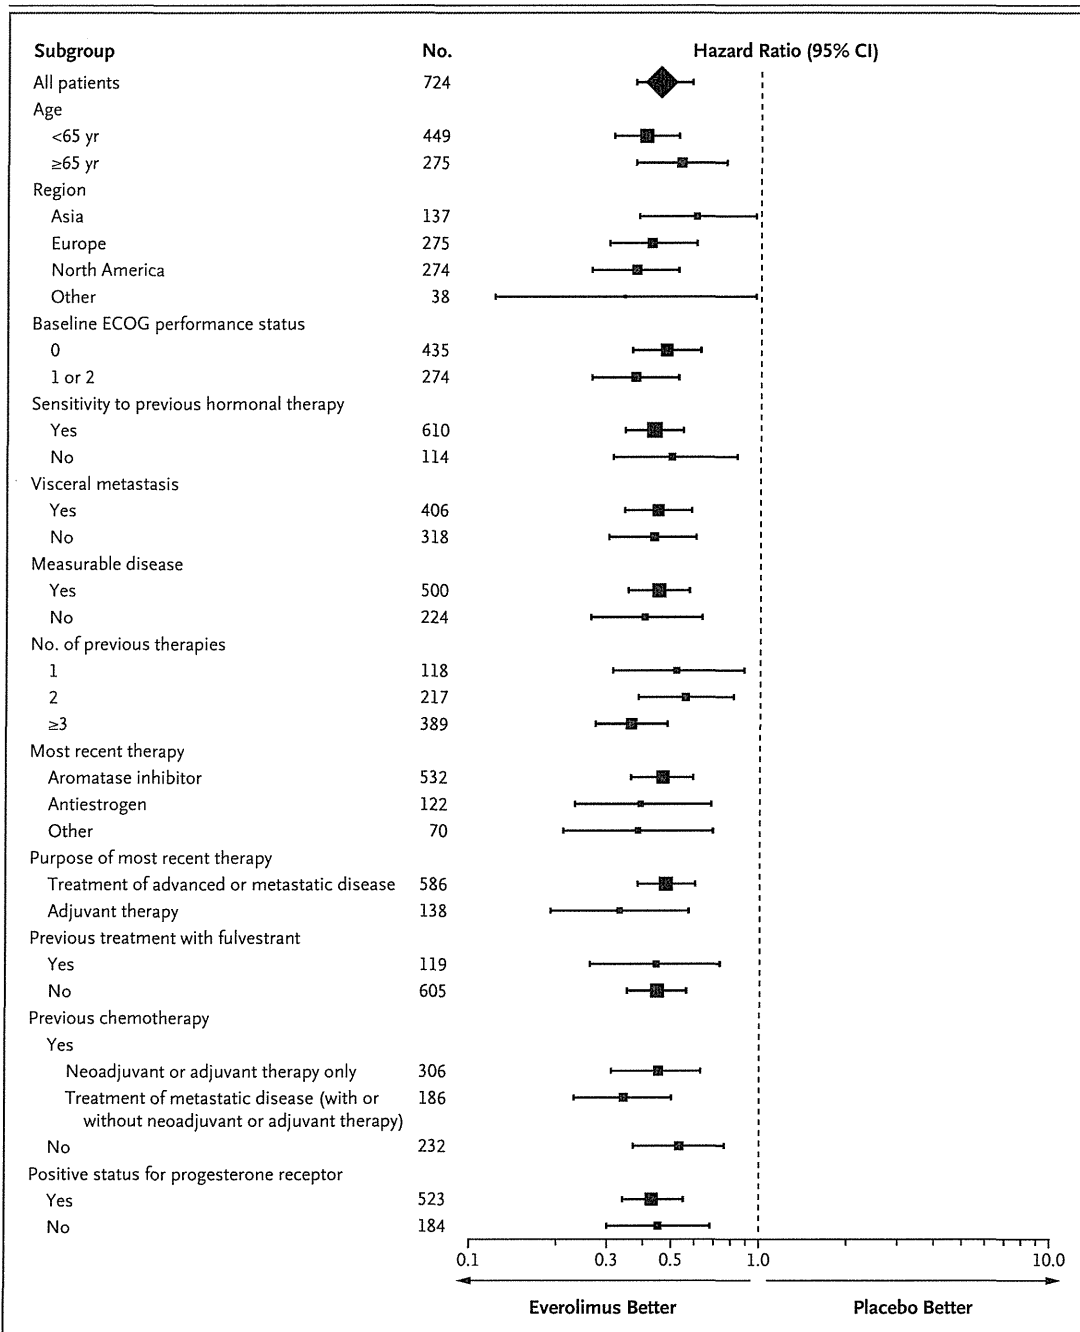 Subgroup No. Hazard Ratio (95% CI)
All patients 724
Age
<65 yr 449
≥65 yr 275
Region
Asia 137
Europe 275
North America 274
Other 38
Baseline ECOG performance status
0 435
1 or 2 274
Sensitivity to previous hormonal therapy
Yes 610
No 114
Visceral metastasis
Yes 406
No 318
Measurable disease
Yes 500
No 224
No. of previous therapies
1 118
2 217
≥3 389
Most recent therapy
Aromatase inhibitor 532
Antiestrogen 122
Other 70
Purpose of most recent therapy
Treatment of advanced or metastatic disease 586
Adjuvant therapy 138
Previous treatment with fulvestrant
Yes 119
No 605
Previous chemotherapy
Yes
Neoadjuvant or adjuvant therapy only 306
Treatment of metastatic disease (with or 186
without neoadjuvant or adjuvant therapy)
No 232
Positive status for progesterone receptor
Yes 523
No 184
0.1 0.3 0.5 1.0 10.0
Everolimus Better Placebo Better